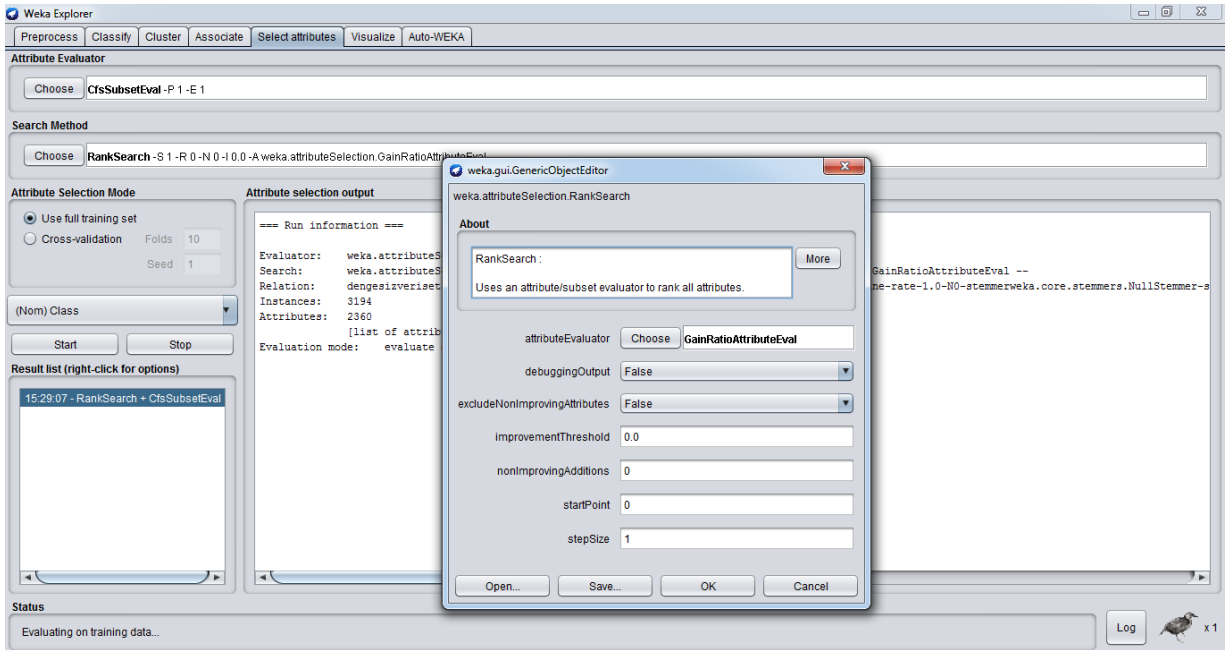 Weka Explorer
Preprocess Classify Cluster Associate Select attributes Visualize Auto-WEKA
Attribute Evaluator
Choose CfsSubsetEval -P 1 -E 1
Search Method
Choose RankSearch -S 1 -R 0 -N 0 -I 0.0 -A weka.attributeSelection.GainRatioAttributeEval
Attribute Selection Mode
Use full training set
Cross-validation Folds 10
Seed 1
(Nom) Class
Start Stop
Result list (right-click for options)
15:29:07 - RankSearch + CfsSubsetEval
Attribute selection output
=== Run information ===
Evaluator: weka.attributeS
Search: weka.attributeS GainRatioAttributeEval --
Relation: dengesizveriset ne-rate-1.0-N0-stemmerweka.core.stemmers.NullStemmer-s
Instances: 3194
Attributes: 2360
[list of attrib
Evaluation mode: evaluate
weka.gui.GenericObjectEditor
weka.attributeSelection.RankSearch
About
RankSearch :
More
Uses an attribute/subset evaluator to rank all attributes.
attributeEvaluator Choose GainRatioAttributeEval
debuggingOutput False
excludeNonImprovingAttributes False
improvementThreshold 0.0
nonImprovingAdditions 0
startPoint 0
stepSize 1
Open... Save... OK Cancel
Status
Evaluating on training data...
Log x 1